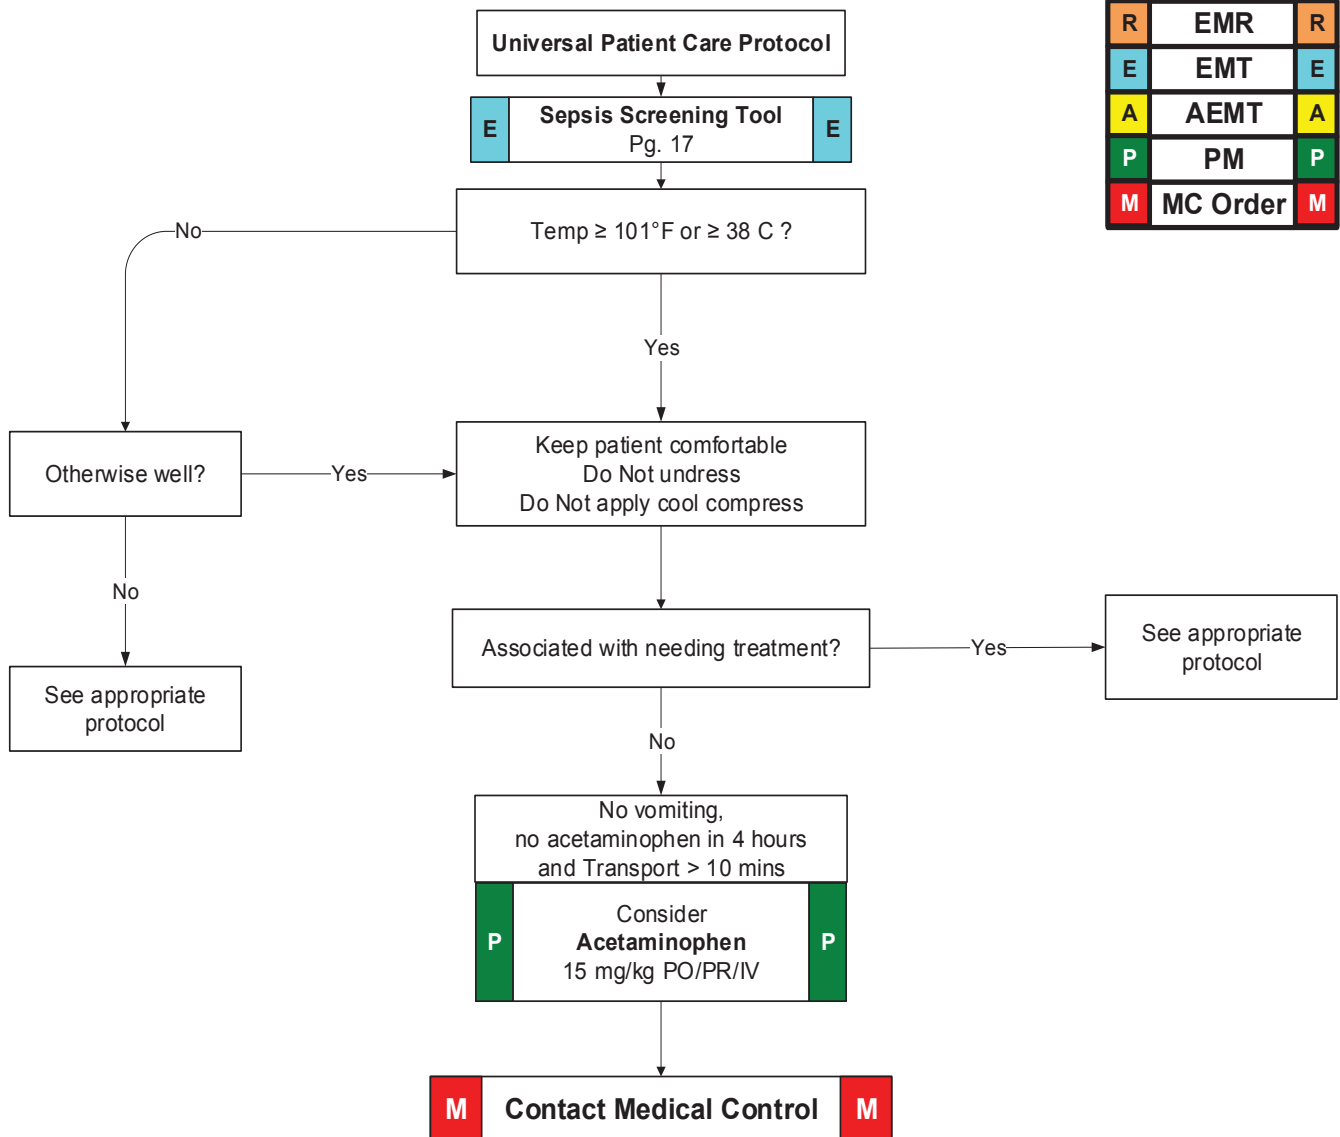 Universal Patient Care Protocol
R EMR R
E EMT E
A AEMT A
P PM P
M MC Order M
E Sepsis Screening Tool E
Pg. 17
Temp ≥ 101°F or ≥ 38 C ?
No
Yes
Otherwise well?
Yes
Keep patient comfortable
Do Not undress
Do Not apply cool compress
No
See appropriate
protocol
Associated with needing treatment?
Yes
See appropriate
protocol
No
No vomiting,
no acetaminophen in 4 hours
and Transport > 10 mins
Consider
P Acetaminophen P
15 mg/kg PO/PR/IV
M Contact Medical Control M